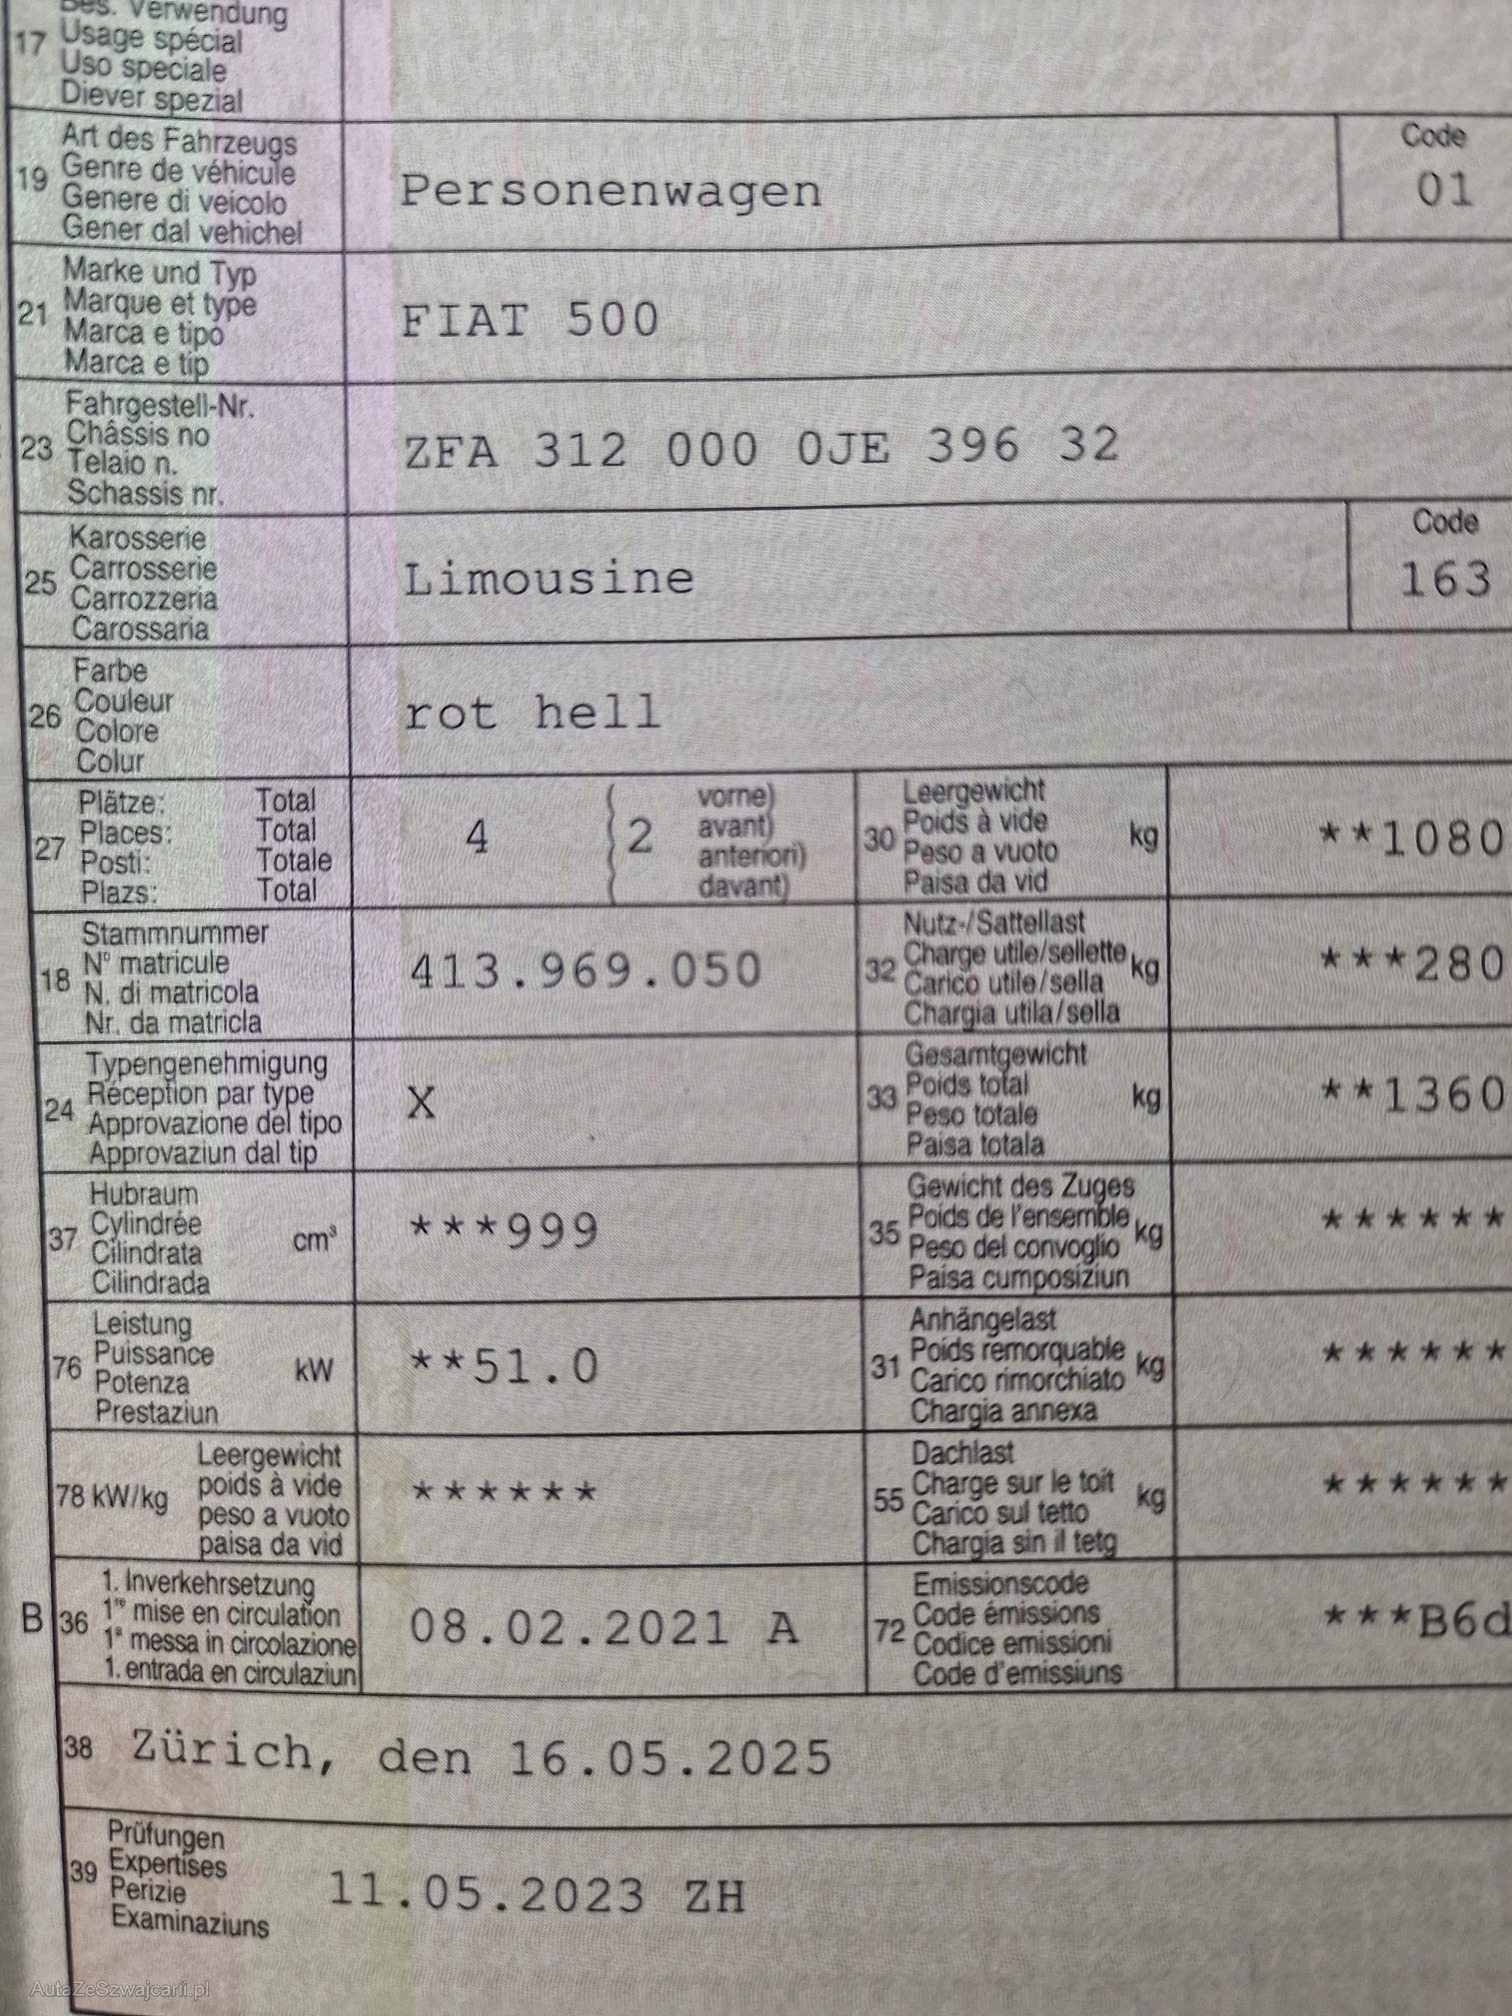 Bes. Verwendung
17 Usage spécial
Uso speciale
Diever spezial
Art des Fahrzeugs
19 Genre de véhicule
Genere di veicolo
Gener dal vehichel
Personenwagen
Code
01
Marke und Typ
21 Marque et type
Marca e tipo
Marca e tip
FIAT 500
Fahrgestell-Nr.
23 Châssis no
Telaio n.
Schassis nr.
ZFA 312 000 0JE 396 32
Karosserie
25 Carrosserie
Carrozzeria
Carossaria
Limousine
Code
163
Farbe
26 Couleur
Colore
Colur
rot hell
Plätze: Total
27 Places: Total
Posti: Totale
Plazs: Total
4 { 2
vorne)
avant)
anteriori)
davant)
Leergewicht
30 Poids à vide kg
Peso a vuoto
Paisa da vid
**1080
Stammnummer
18 N° matricule
N. di matricola
Nr. da matricla
413.969.050
Nutz-/Sattellast
32 Charge utile/sellette kg
Carico utile/sella
Chargia utila/sella
***280
Typengenehmigung
24 Réception par type
Approvazione del tipo
Approvaziun dal tip
X
Gesamtgewicht
33 Poids total kg
Peso totale
Paisa totala
**1360
Hubraum
37 Cylindrée cm³
Cilindrata
Cilindrada
***999
Gewicht des Zuges
35 Poids de l'ensemble kg
Peso del convoglio
Paisa cumposiziun
******
Leistung
76 Puissance kW
Potenza
Prestaziun
**51.0
Anhängelast
31 Poids remorquable kg
Carico rimorchiato
Chargia annexa
******
Leergewicht
78 kW/kg poids à vide
peso a vuoto
paisa da vid
******
Dachlast
55 Charge sur le toit kg
Carico sul tetto
Chargia sin il tetg
******
1. Inverkehrsetzung
B 36 1re mise en circulation
1a messa in circolazione
1. entrada en circulaziun
08.02.2021 A
Emissionscode
72 Code émissions
Codice emissioni
Code d'emissiuns
***B6d
38 Zürich, den 16.05.2025
Prüfungen
39 Expertises
Perizie
Examinaziuns
11.05.2023 ZH
AutaZeSzwajcarii.pl